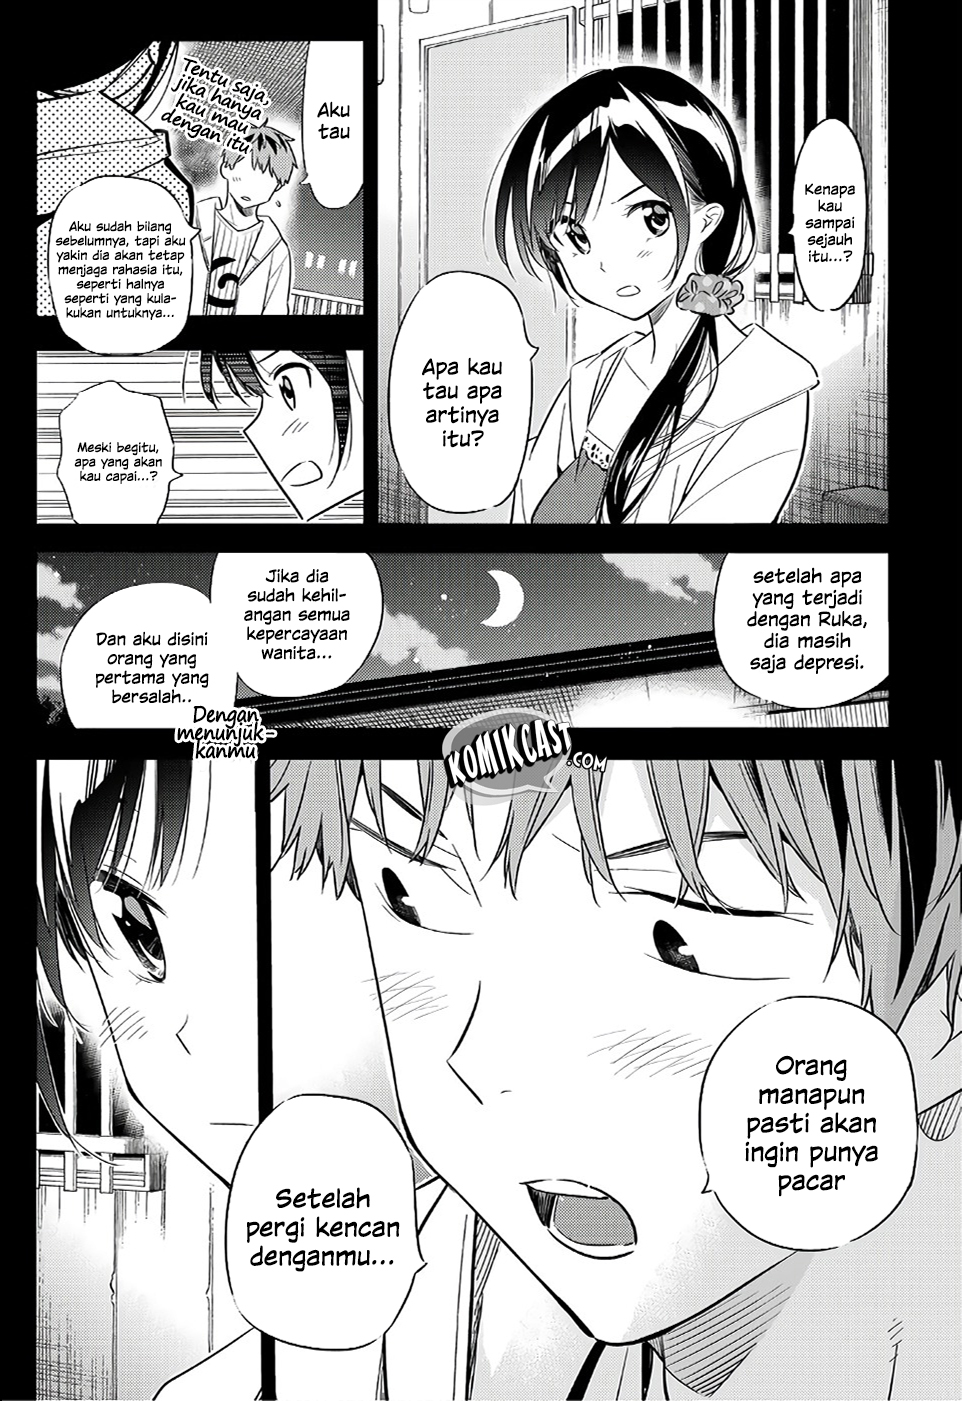 Kenapa
kau
sampai
sejauh
itu...?
Apa kau
tau apa
artinya
itu?
Aku
tau
Tentu saja,
jika hanya
kau mau
dengan itu
Aku sudah bilang
sebelumnya, tapi aku
yakin dia akan tetap
menjaga rahasia itu,
seperti halnya
seperti yang kula-
kukan untuknya...
Meski begitu,
apa yang akan
kau capai...?
setelah apa
yang terjadi
dengan Ruka,
dia masih
saja depresi.
Jika dia
sudah kehil-
angan semua
kepercayaan
wanita...
Dan aku disini
orang yang
pertama yang
bersalah..
Dengan
menunjuk-
kanmu
KOMIKCAST
.COM
Orang
manapun
pasti akan
ingin punya
pacar
Setelah
pergi kencan
denganmu...